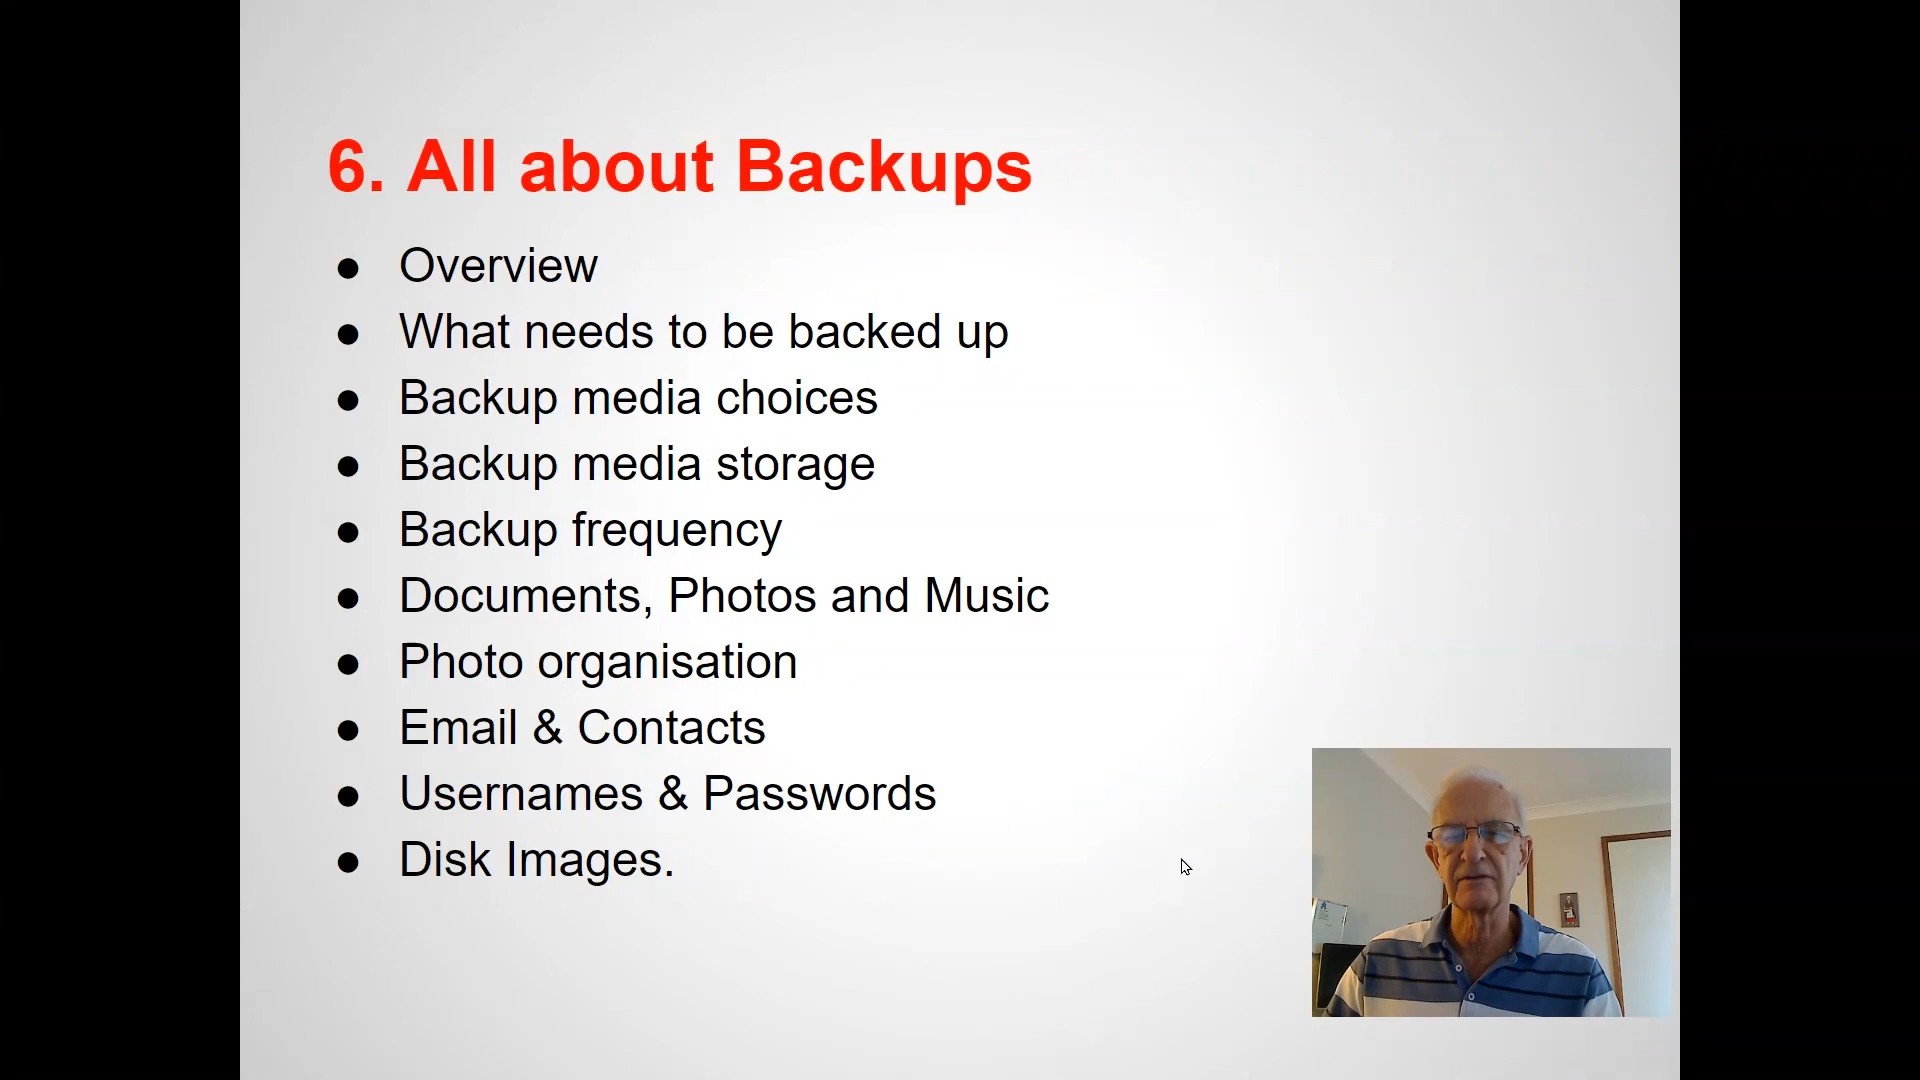 6. All about Backups
● Overview
● What needs to be backed up
● Backup media choices
● Backup media storage
● Backup frequency
● Documents, Photos and Music
● Photo organisation
● Email & Contacts
● Usernames & Passwords
● Disk Images.